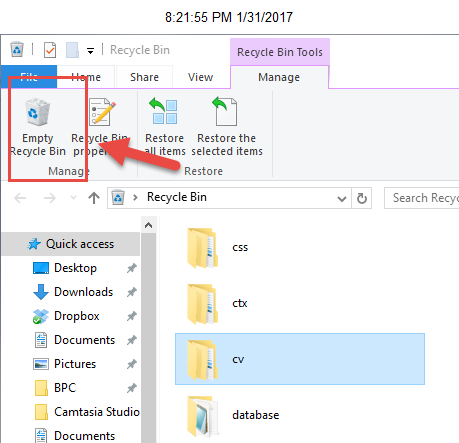 8:21:55 PM 1/31/2017
Recycle Bin
Recycle Bin Tools
File Home Share View Manage
Empty Recycle Bin
Recycle Bin
Restore all items
Restore the selected items
Manage
Restore
Recycle Bin
Search Recyc
Quick access
Desktop
Downloads
Dropbox
Documents
Pictures
BPC
Camtasia Studio
Documents
css
ctx
cv
database